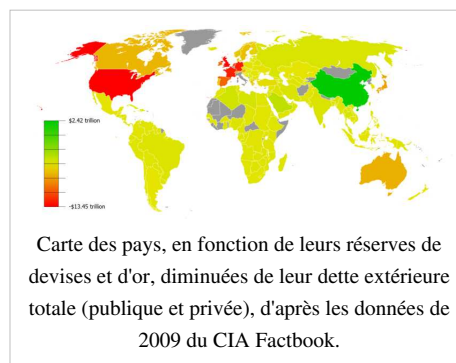 $2.42 trillion
-$13.45 trillion
Carte des pays, en fonction de leurs réserves de
devises et d'or, diminuées de leur dette extérieure
totale (publique et privée), d'après les données de
2009 du CIA Factbook.